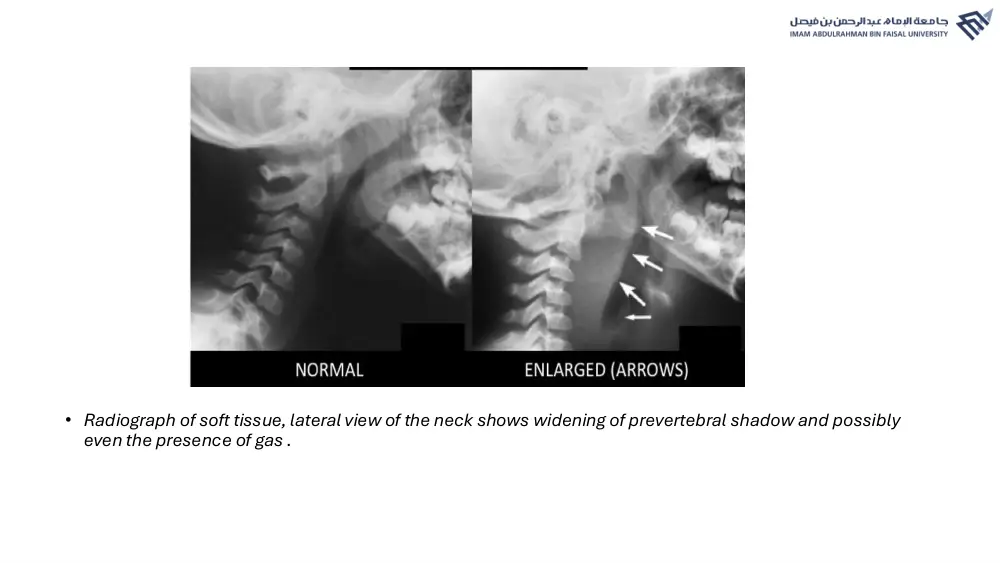 جامعة الإمام عبدالرحمن بن فيصل
IMAM ABDULRAHMAN BIN FAISAL UNIVERSITY
NORMAL
ENLARGED (ARROWS)
• Radiograph of soft tissue, lateral view of the neck shows widening of prevertebral shadow and possibly
even the presence of gas .